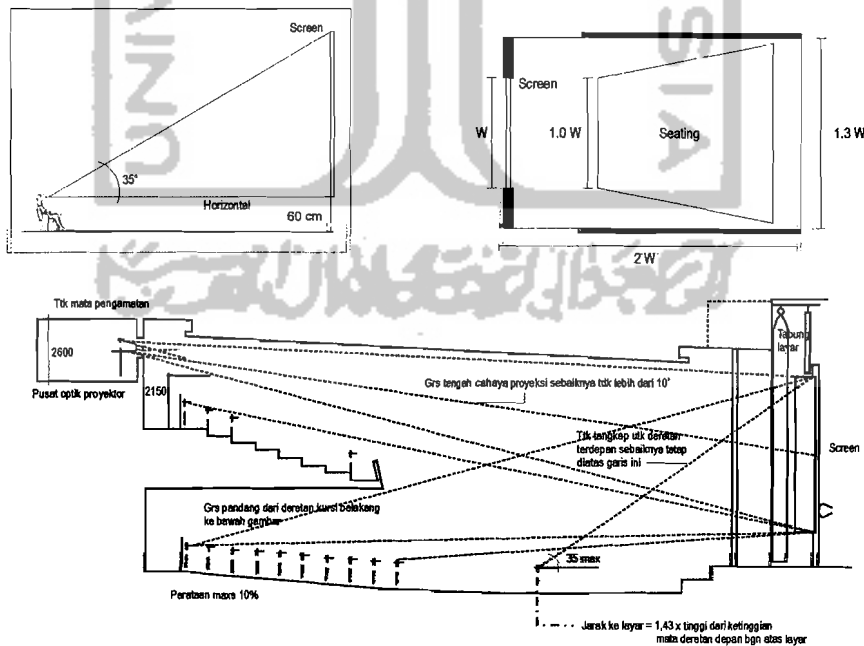 Screen
35°
Horizontal
60 cm
Screen
W
1.0 W
Seating
1.3 W
2 W
UNI
SIA
Ttk mata pengamatan
2600
Pusat optik proyektor
2150
Grs tengah cahaya proyeksi sebaiknya tdk lebih dari 10°
Tabung
layar
Ttk tangkap utk deretan
terdepan sebaiknya tetap
diatas garis ini
Screen
Grs pandang dari deretan kursi belakang
ke bawah gambar
35 max
Perataan maxs 10%
Jarak ke layar = 1,43 x tinggi dari ketinggian
mata deretan depan bgn atas layar